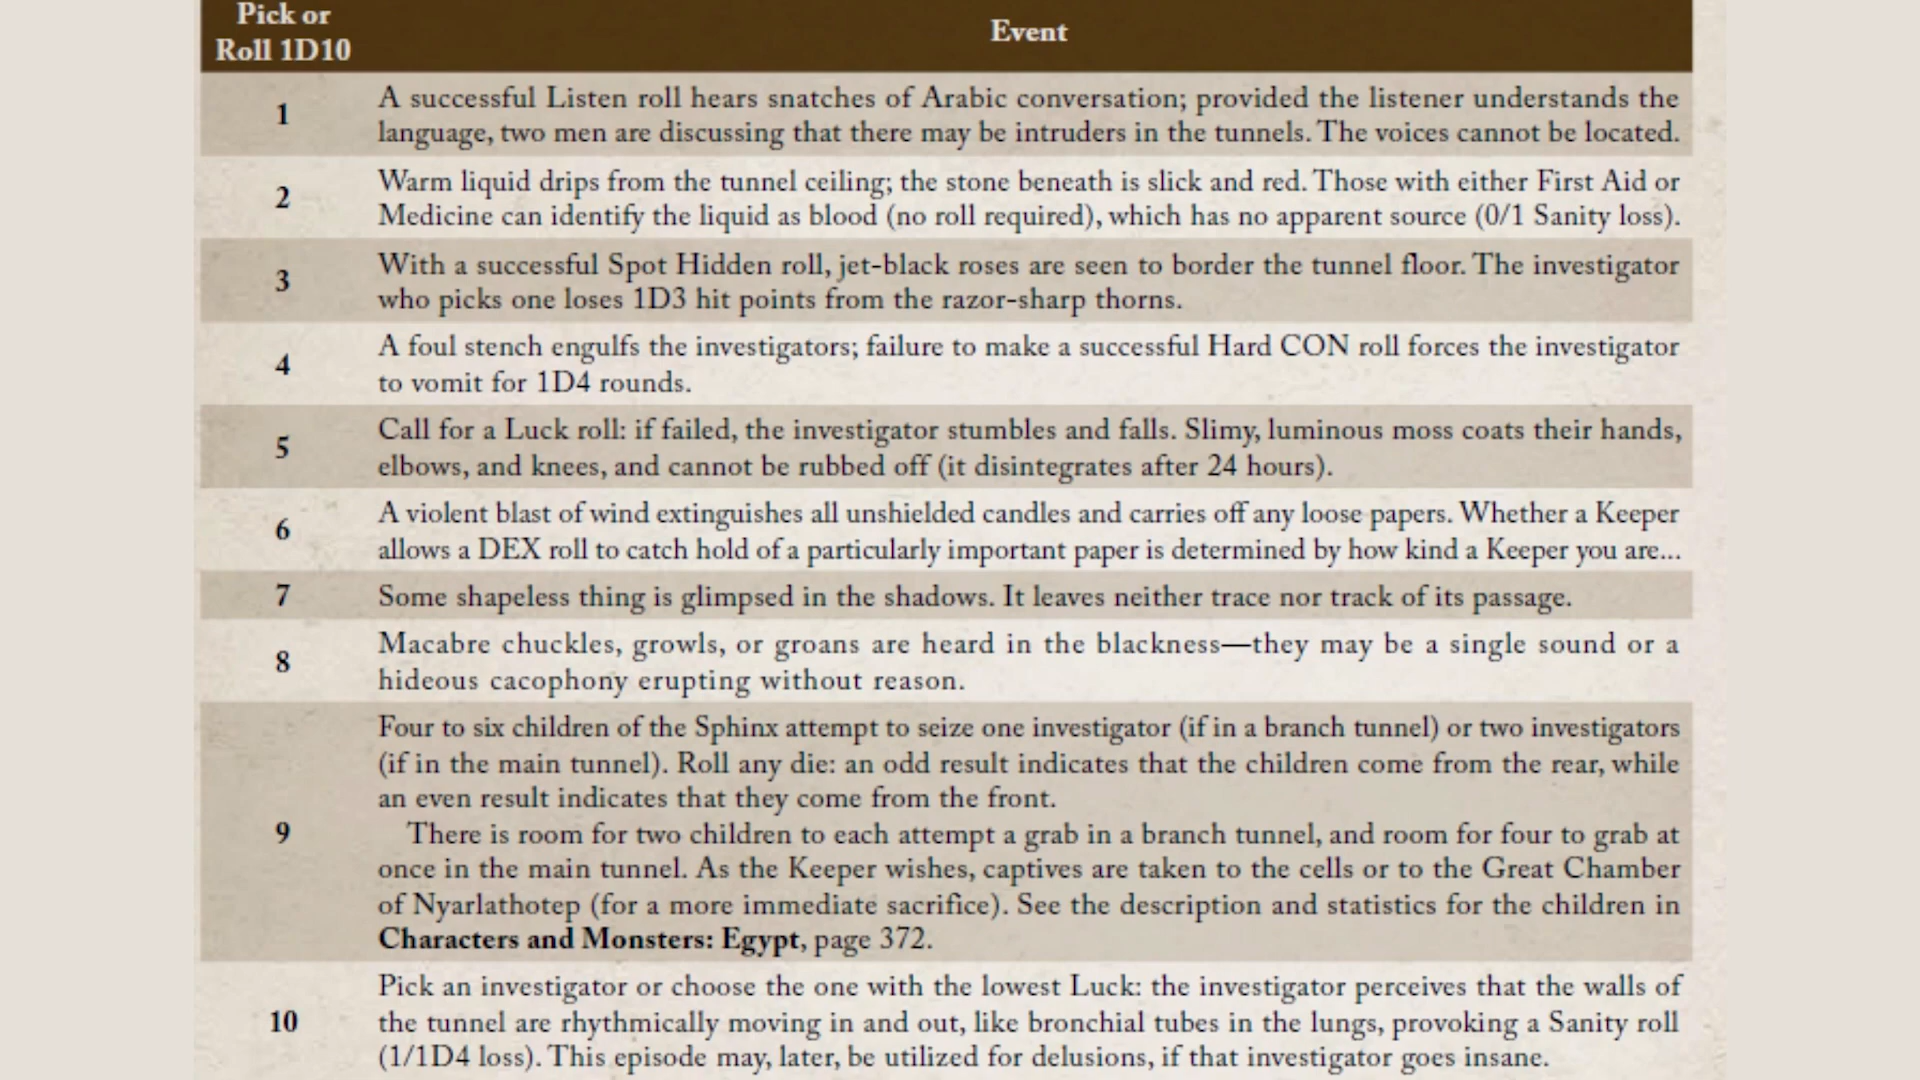 Pick or
Roll 1D10
Event
1
A successful Listen roll hears snatches of Arabic conversation; provided the listener understands the
language, two men are discussing that there may be intruders in the tunnels. The voices cannot be located.
2
Warm liquid drips from the tunnel ceiling; the stone beneath is slick and red. Those with either First Aid or
Medicine can identify the liquid as blood (no roll required), which has no apparent source (0/1 Sanity loss).
3
With a successful Spot Hidden roll, jet-black roses are seen to border the tunnel floor. The investigator
who picks one loses 1D3 hit points from the razor-sharp thorns.
4
A foul stench engulfs the investigators; failure to make a successful Hard CON roll forces the investigator
to vomit for 1D4 rounds.
5
Call for a Luck roll: if failed, the investigator stumbles and falls. Slimy, luminous moss coats their hands,
elbows, and knees, and cannot be rubbed off (it disintegrates after 24 hours).
6
A violent blast of wind extinguishes all unshielded candles and carries off any loose papers. Whether a Keeper
allows a DEX roll to catch hold of a particularly important paper is determined by how kind a Keeper you are...
7
Some shapeless thing is glimpsed in the shadows. It leaves neither trace nor track of its passage.
8
Macabre chuckles, growls, or groans are heard in the blackness—they may be a single sound or a
hideous cacophony erupting without reason.
9
Four to six children of the Sphinx attempt to seize one investigator (if in a branch tunnel) or two investigators
(if in the main tunnel). Roll any die: an odd result indicates that the children come from the rear, while
an even result indicates that they come from the front.
There is room for two children to each attempt a grab in a branch tunnel, and room for four to grab at
once in the main tunnel. As the Keeper wishes, captives are taken to the cells or to the Great Chamber
of Nyarlathotep (for a more immediate sacrifice). See the description and statistics for the children in
Characters and Monsters: Egypt, page 372.
10
Pick an investigator or choose the one with the lowest Luck: the investigator perceives that the walls of
the tunnel are rhythmically moving in and out, like bronchial tubes in the lungs, provoking a Sanity roll
(1/1D4 loss). This episode may, later, be utilized for delusions, if that investigator goes insane.